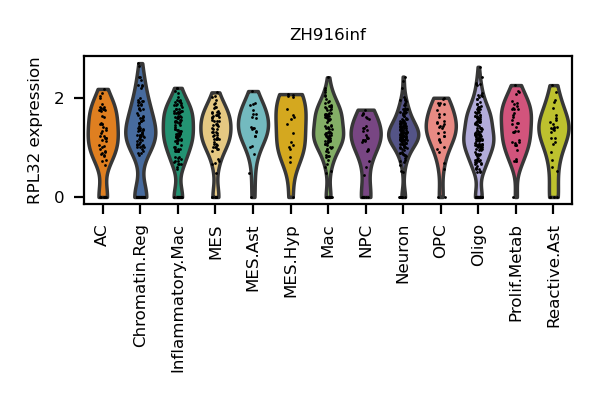 ZH916inf
RPL32 expression
2
0
AC
Chromatin.Reg
Inflammatory.Mac
MES
MES.Ast
MES.Hyp
Mac
NPC
Neuron
OPC
Oligo
Prolif.Metab
Reactive.Ast